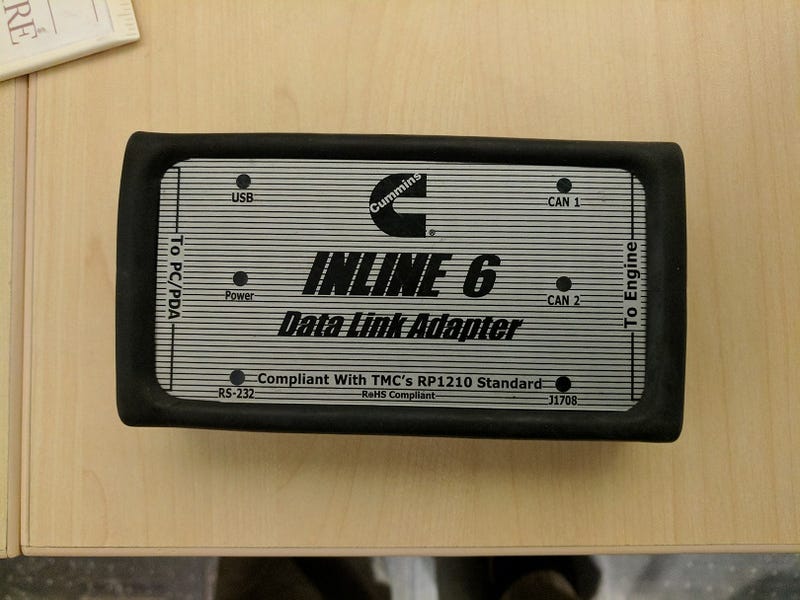 RE®
USB
Cummins
®
CAN 1
To PC/PDA
INLINE 6
To Engine
Power
CAN 2
Data Link Adapter
Compliant With TMC's RP1210 Standard
RS-232
RoHS Compliant
J1708